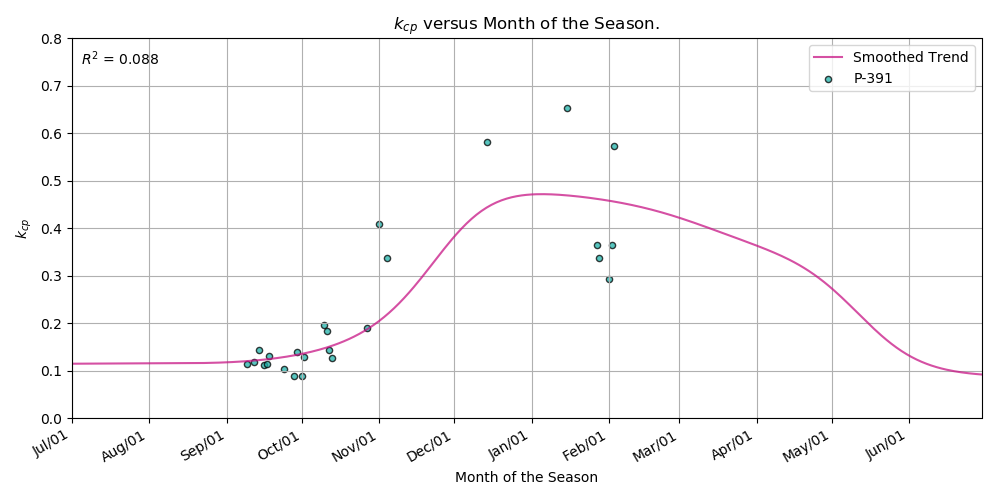 k_cp versus Month of the Season.
R² = 0.088
Smoothed Trend
P-391
0.8
0.7
0.6
0.5
0.4
0.3
0.2
0.1
0.0
k_cp
Jul/01 Aug/01 Sep/01 Oct/01 Nov/01 Dec/01 Jan/01 Feb/01 Mar/01 Apr/01 May/01 Jun/01
Month of the Season